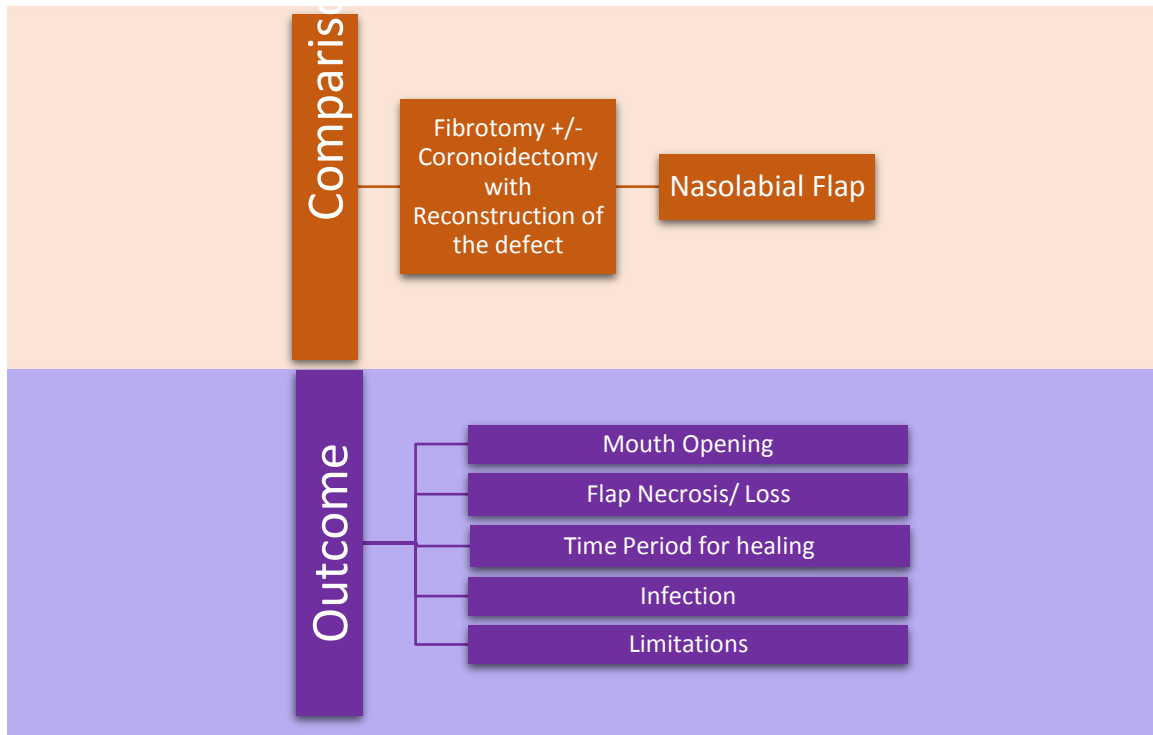 Comparis
Fibrotomy +/-
Coronoidectomy
with
Reconstruction of
the defect
Nasolabial Flap
Outcome
Mouth Opening
Flap Necrosis/ Loss
Time Period for healing
Infection
Limitations